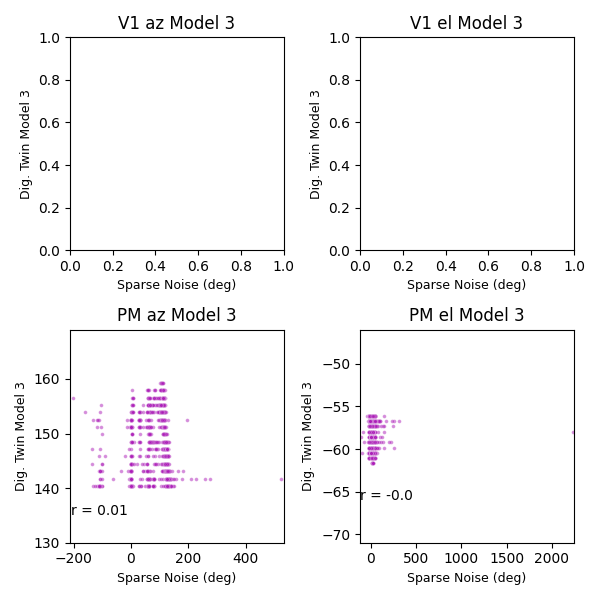 V1 az Model 3
V1 el Model 3
Dig. Twin Model 3
1.0
0.8
0.6
0.4
0.2
0.0
0.0 0.2 0.4 0.6 0.8 1.0
Sparse Noise (deg)
Dig. Twin Model 3
1.0
0.8
0.6
0.4
0.2
0.0
0.0 0.2 0.4 0.6 0.8 1.0
Sparse Noise (deg)
PM az Model 3
PM el Model 3
Dig. Twin Model 3
160
150
140
130
r = 0.01
−200 0 200 400
Sparse Noise (deg)
Dig. Twin Model 3
−50
−55
−60
−65
−70
r = -0.0
0 500 1000 1500 2000
Sparse Noise (deg)